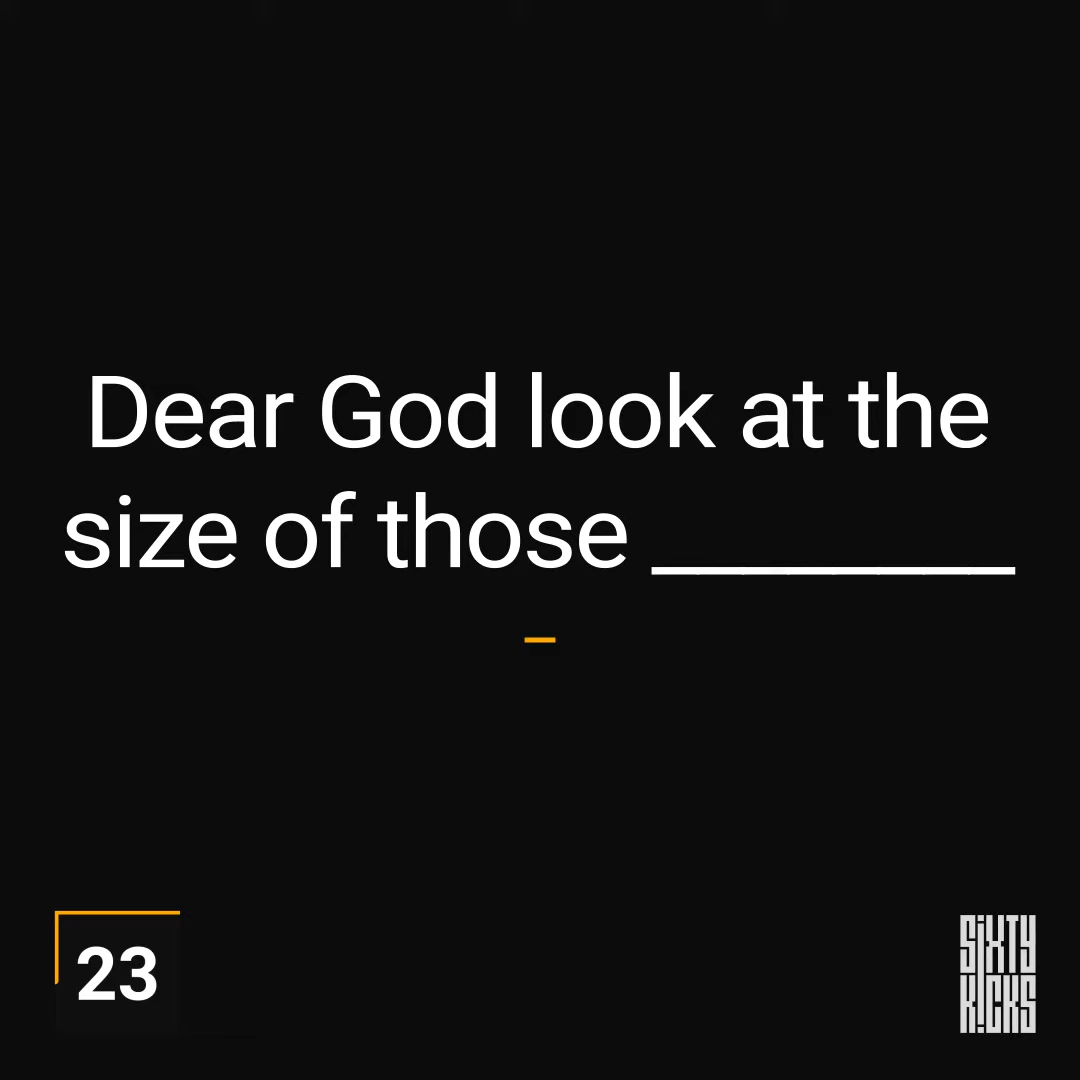 Dear God look at the
size of those ________
23
SiXTY
KiCKS